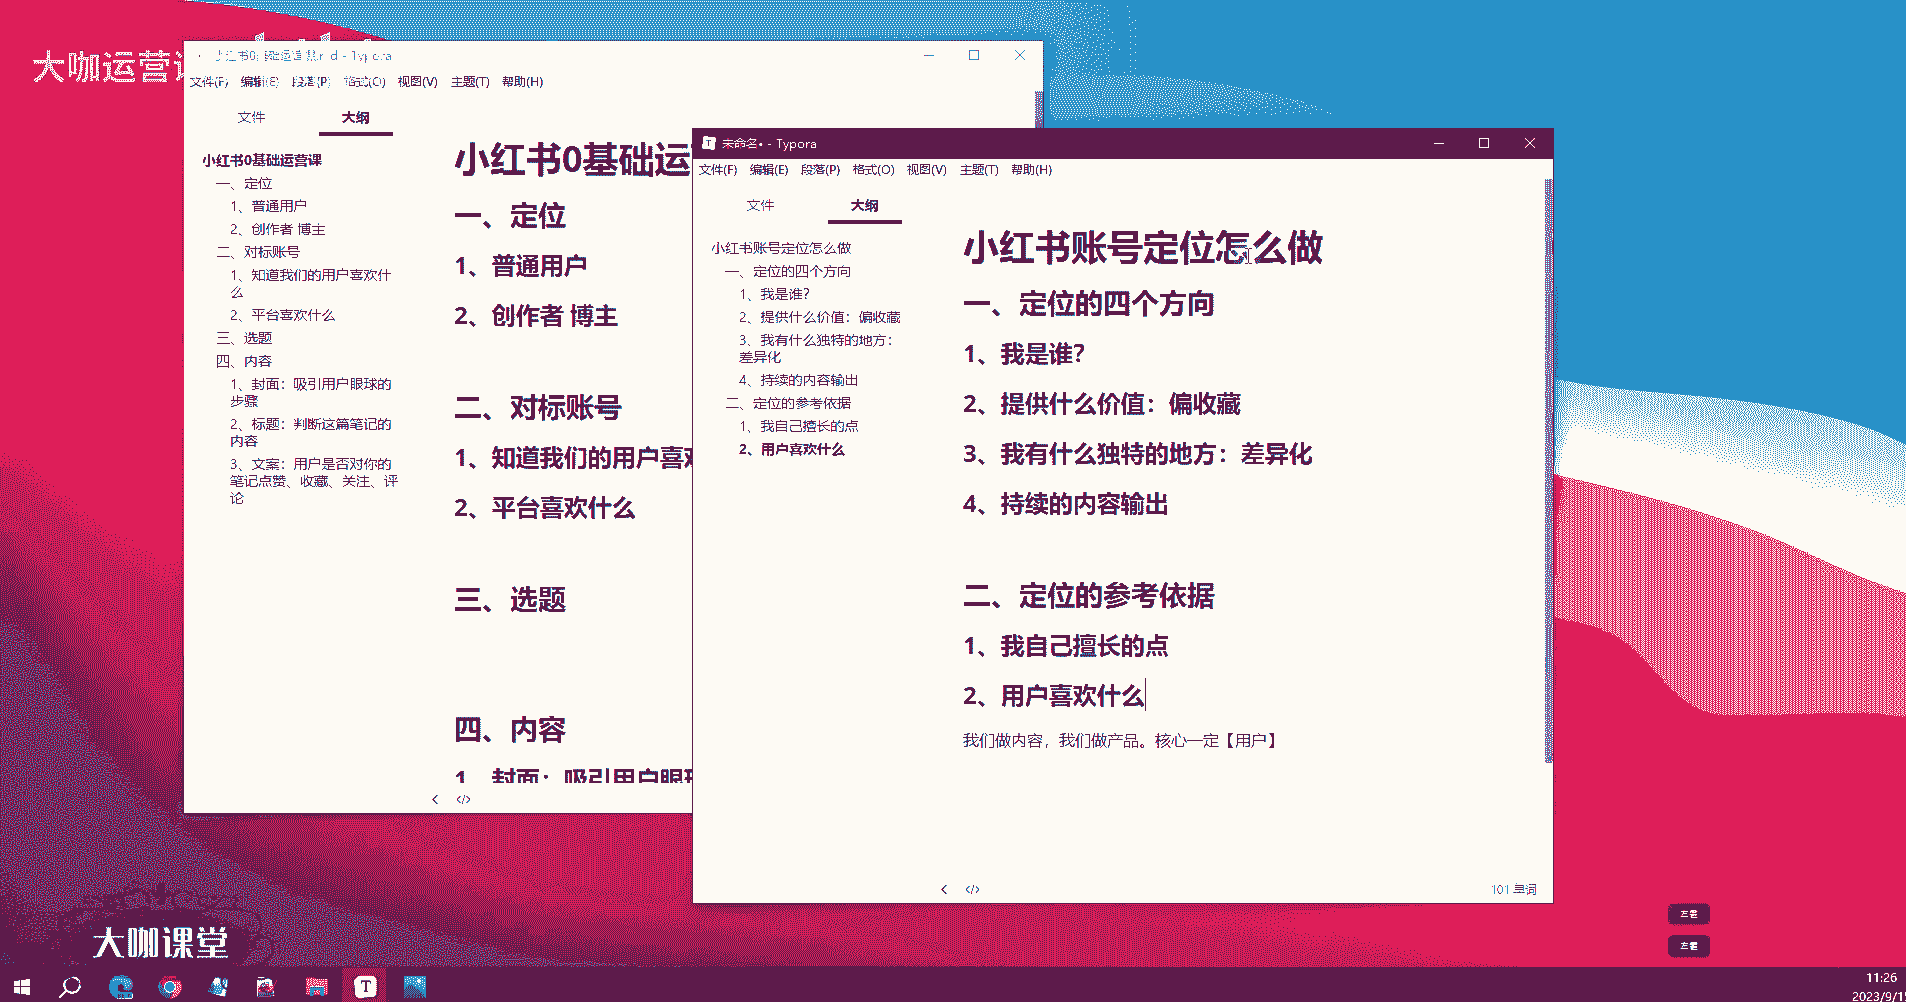 大咖运营
小红书0基础运营课.md - Typora
文件(F) 编辑(E) 段落(P) 格式(O) 视图(V) 主题(T) 帮助(H)
文件 大纲
小红书0基础运营课
一、定位
1、普通用户
2、创作者 博主
二、对标账号
1、知道我们的用户喜欢什
么
2、平台喜欢什么
三、选题
四、内容
1、封面：吸引用户眼球的
步骤
2、标题：判断这篇笔记的
内容
3、文案：用户是否对你的
笔记点赞、收藏、关注、评
论
小红书0基础运
一、定位
1、普通用户
2、创作者 博主
二、对标账号
1、知道我们的用户喜
2、平台喜欢什么
三、选题
四、内容
1、封面：吸引用户眼
未命名• - Typora
文件(F) 编辑(E) 段落(P) 格式(O) 视图(V) 主题(T) 帮助(H)
文件 大纲
小红书账号定位怎么做
一、定位的四个方向
1、我是谁？
2、提供什么价值：偏收藏
3、我有什么独特的地方：
差异化
4、持续的内容输出
二、定位的参考依据
1、我自己擅长的点
2、用户喜欢什么
小红书账号定位怎么做
一、定位的四个方向
1、我是谁？
2、提供什么价值：偏收藏
3、我有什么独特的地方：差异化
4、持续的内容输出
二、定位的参考依据
1、我自己擅长的点
2、用户喜欢什么
我们做内容，我们做产品。核心一定【用户】
101 单词
左键
左键
大咖课堂
11:26
2023/9/1